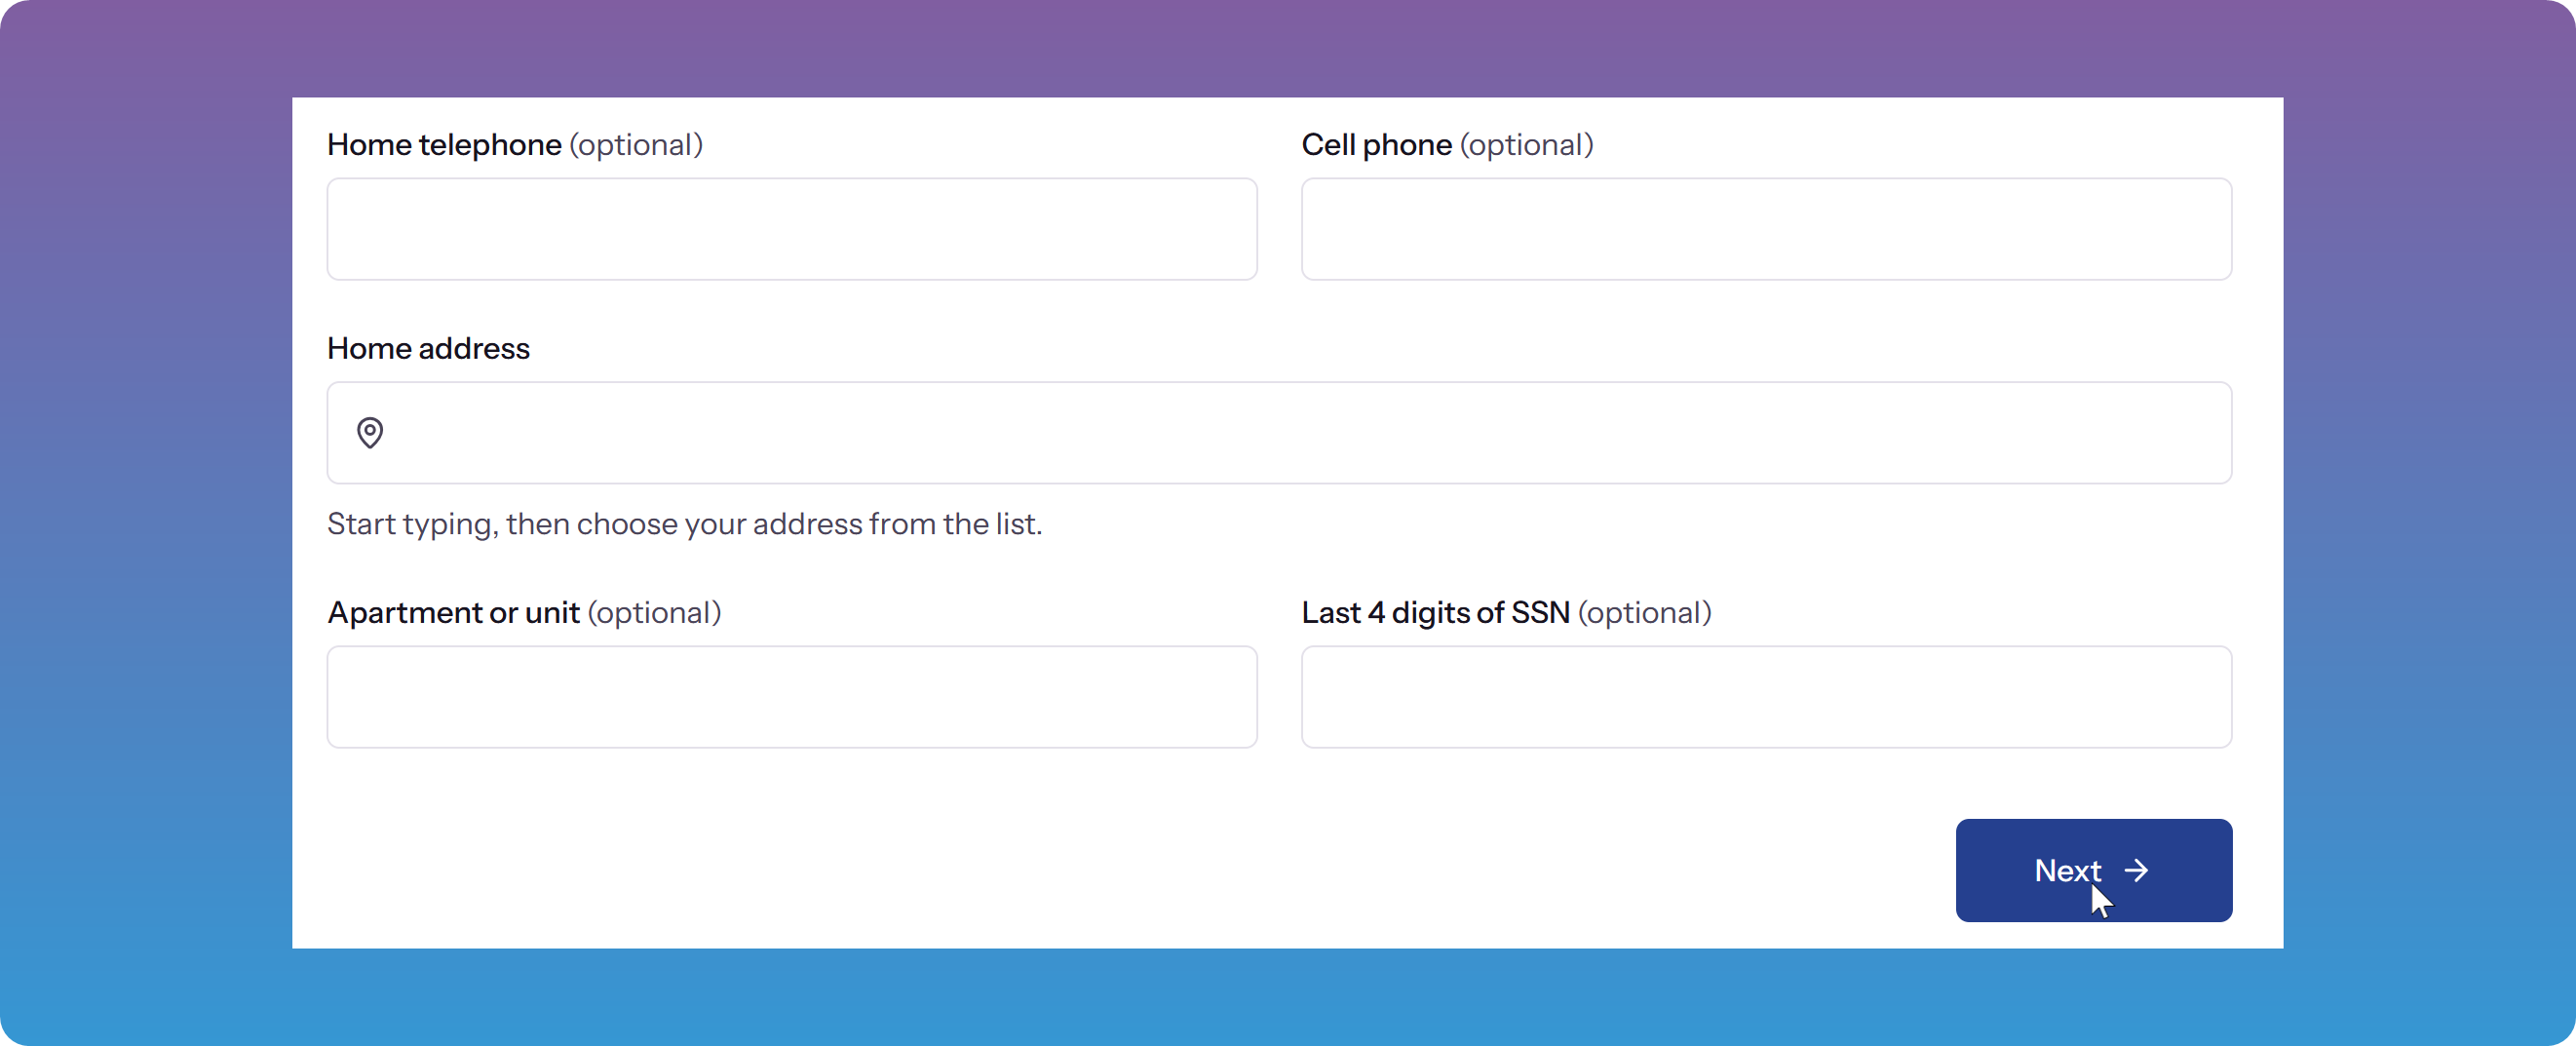 Home telephone (optional)
Cell phone (optional)
Home address
Start typing, then choose your address from the list.
Apartment or unit (optional)
Last 4 digits of SSN (optional)
Next